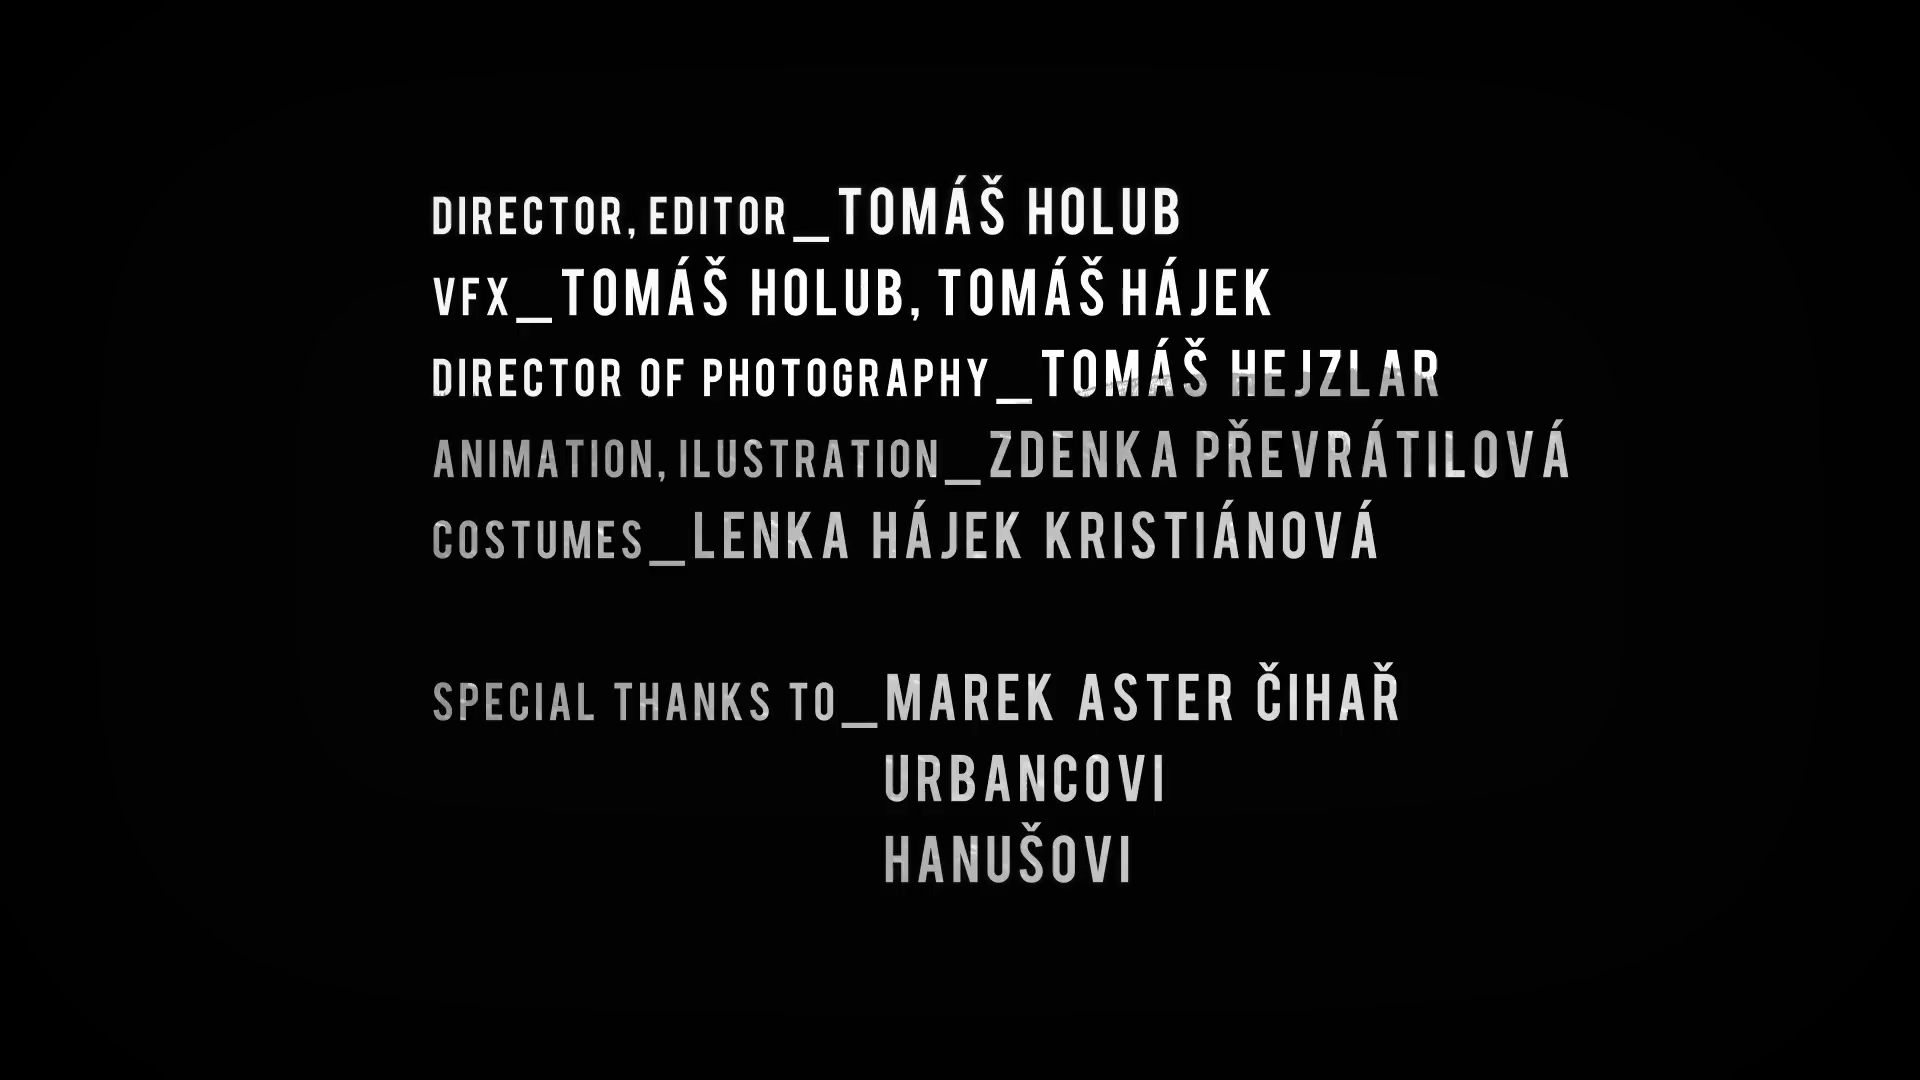 DIRECTOR, EDITOR_TOMÁŠ HOLUB
VFX_TOMÁŠ HOLUB, TOMÁŠ HÁJEK
DIRECTOR OF PHOTOGRAPHY_TOMÁŠ HEJZLAR
ANIMATION, ILUSTRATION_ZDENKA PŘEVRÁTILOVÁ
COSTUMES_LENKA HÁJEK KRISTIÁNOVÁ
SPECIAL THANKS TO_MAREK ASTER ČIHAŘ
URBANCOVI
HANUŠOVI